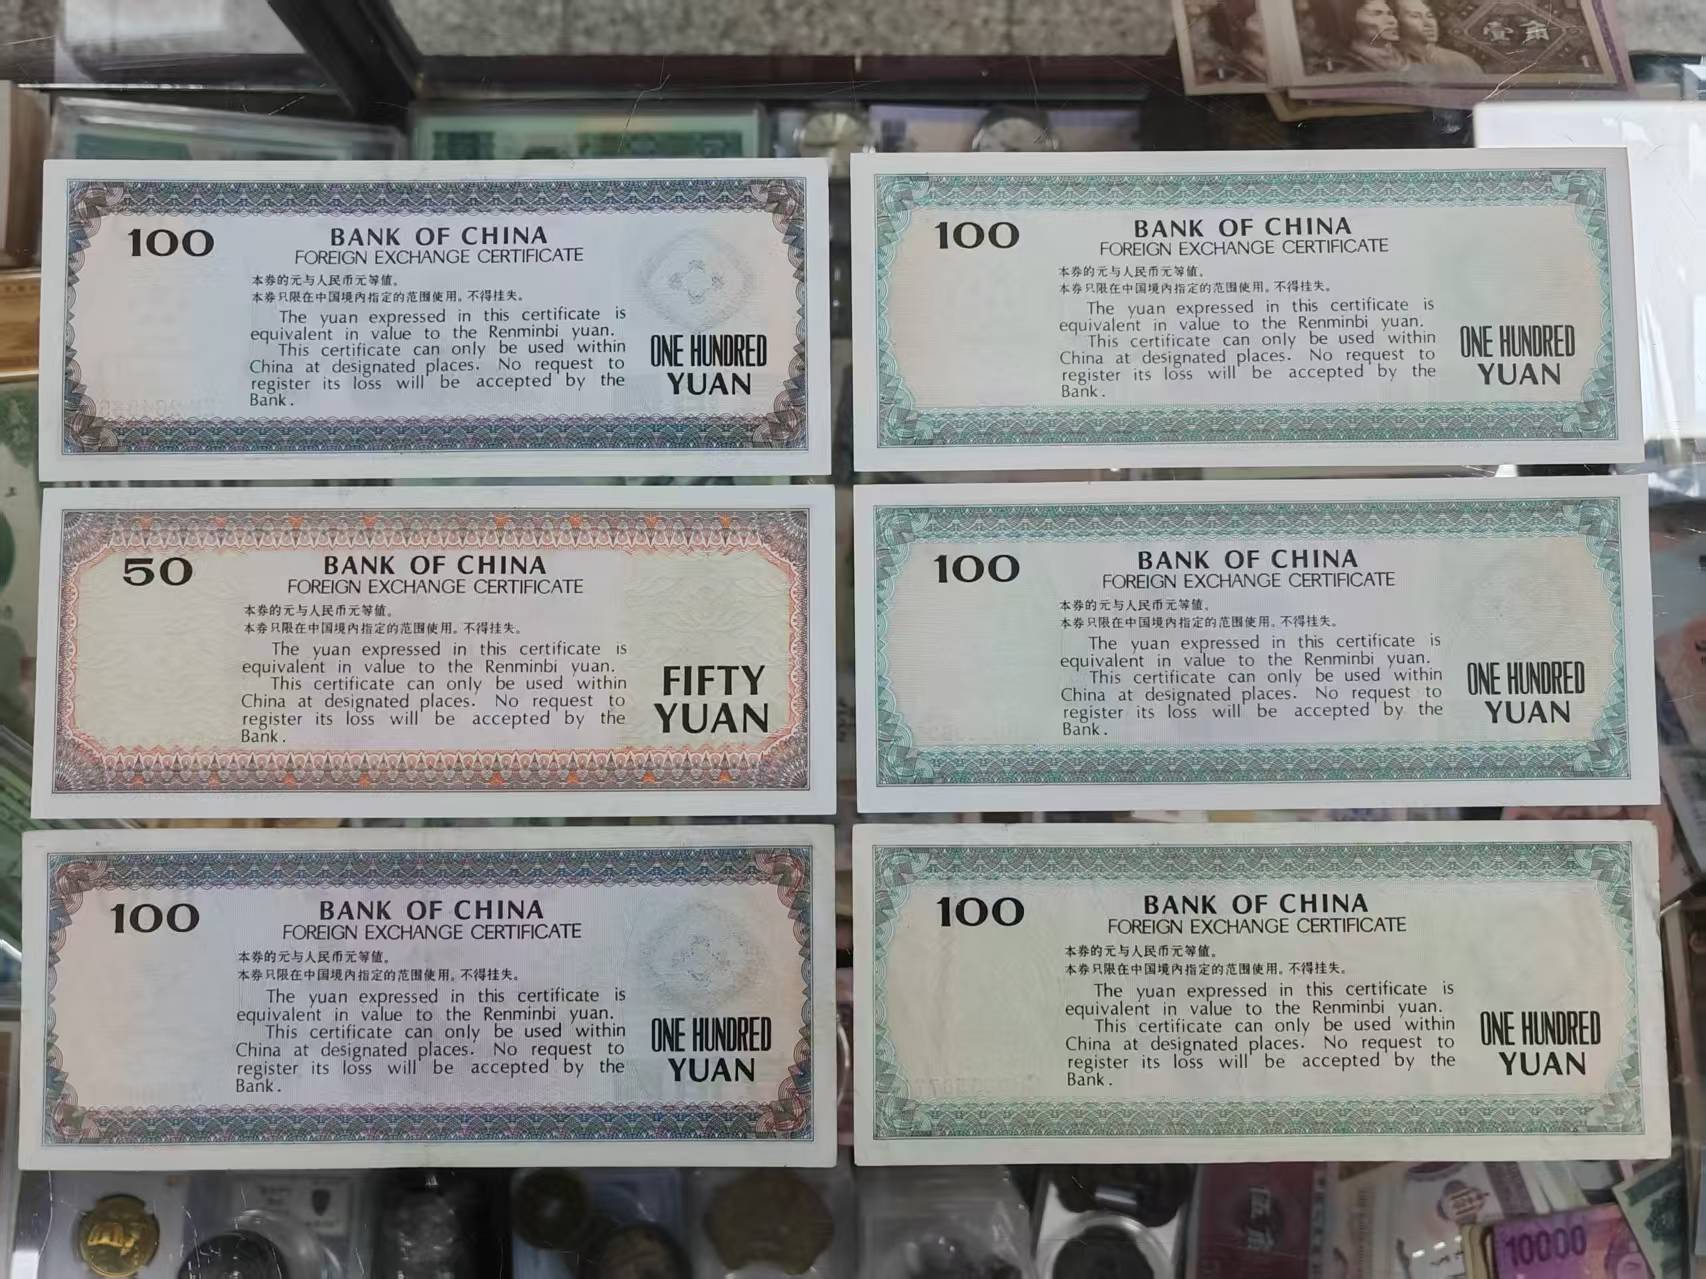 壹角
1
1
100
BANK OF CHINA
FOREIGN EXCHANGE CERTIFICATE
本券的元与人民币元等值。
本券只限在中国境内指定的范围使用。不得挂失。
The yuan expressed in this certificate is
equivalent in value to the Renminbi yuan.
This certificate can only be used within
China at designated places. No request to
register its loss will be accepted by the
Bank.
ONE HUNDRED
YUAN
100
BANK OF CHINA
FOREIGN EXCHANGE CERTIFICATE
本券的元与人民币元等值。
本券只限在中国境内指定的范围使用。不得挂失。
The yuan expressed in this certificate is
equivalent in value to the Renminbi yuan.
This certificate can only be used within
China at designated places. No request to
register its loss will be accepted by the
Bank.
ONE HUNDRED
YUAN
50
BANK OF CHINA
FOREIGN EXCHANGE CERTIFICATE
本券的元与人民币元等值。
本券只限在中国境内指定的范围使用。不得挂失。
The yuan expressed in this certificate is
equivalent in value to the Renminbi yuan.
This certificate can only be used within
China at designated places. No request to
register its loss will be accepted by the
Bank.
FIFTY
YUAN
100
BANK OF CHINA
FOREIGN EXCHANGE CERTIFICATE
本券的元与人民币元等值。
本券只限在中国境内指定的范围使用。不得挂失。
The yuan expressed in this certificate is
equivalent in value to the Renminbi yuan.
This certificate can only be used within
China at designated places. No request to
register its loss will be accepted by the
Bank.
ONE HUNDRED
YUAN
100
BANK OF CHINA
FOREIGN EXCHANGE CERTIFICATE
本券的元与人民币元等值。
本券只限在中国境内指定的范围使用。不得挂失。
The yuan expressed in this certificate is
equivalent in value to the Renminbi yuan.
This certificate can only be used within
China at designated places. No request to
register its loss will be accepted by the
Bank.
ONE HUNDRED
YUAN
100
BANK OF CHINA
FOREIGN EXCHANGE CERTIFICATE
本券的元与人民币元等值。
本券只限在中国境内指定的范围使用。不得挂失。
The yuan expressed in this certificate is
equivalent in value to the Renminbi yuan.
This certificate can only be used within
China at designated places. No request to
register its loss will be accepted by the
Bank.
ONE HUNDRED
YUAN
10000